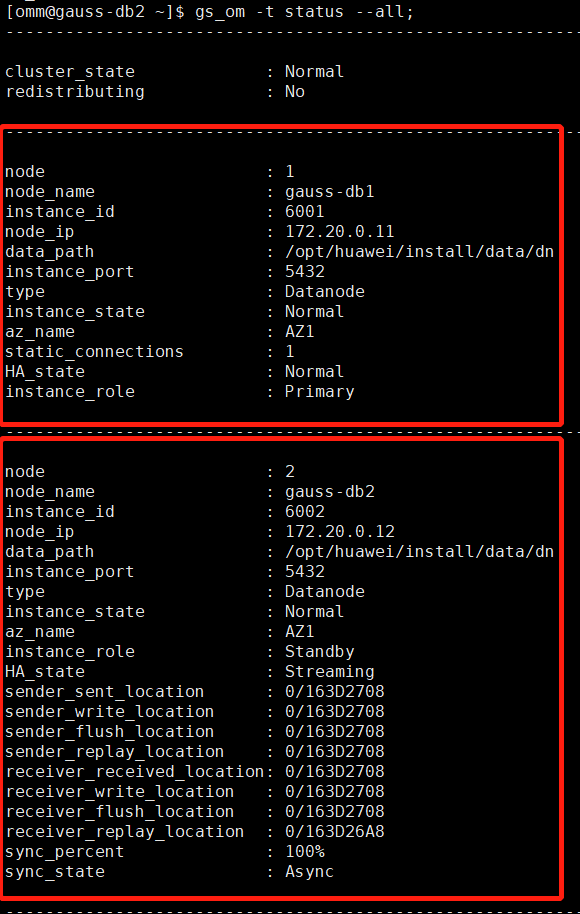 [omm@gauss-db2 ~]$ gs_om -t status --all;
-----------------------------------------------------------
cluster_state             : Normal
redistributing            : No
-----------------------------------------------------------
node                      : 1
node_name                 : gauss-db1
instance_id               : 6001
node_ip                   : 172.20.0.11
data_path                 : /opt/huawei/install/data/dn
instance_port             : 5432
type                      : Datanode
instance_state            : Normal
az_name                   : AZ1
static_connections        : 1
HA_state                  : Normal
instance_role             : Primary
-----------------------------------------------------------
node                      : 2
node_name                 : gauss-db2
instance_id               : 6002
node_ip                   : 172.20.0.12
data_path                 : /opt/huawei/install/data/dn
instance_port             : 5432
type                      : Datanode
instance_state            : Normal
az_name                   : AZ1
instance_role             : Standby
HA_state                  : Streaming
sender_sent_location      : 0/163D2708
sender_write_location     : 0/163D2708
sender_flush_location     : 0/163D2708
sender_replay_location    : 0/163D2708
receiver_received_location: 0/163D2708
receiver_write_location   : 0/163D2708
receiver_flush_location   : 0/163D2708
receiver_replay_location  : 0/163D26A8
sync_percent              : 100%
sync_state                : Async
-----------------------------------------------------------